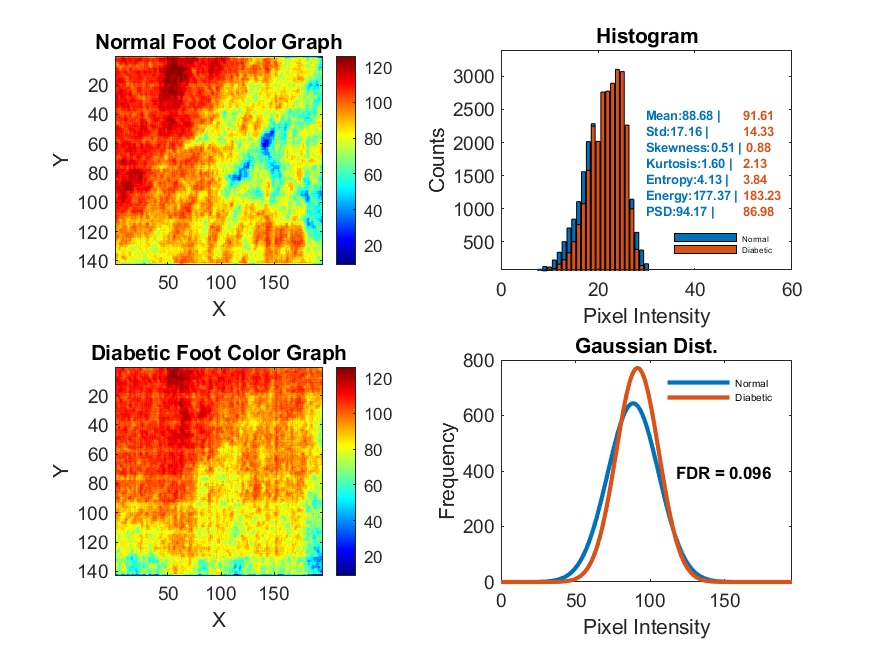 Normal Foot Color Graph
20
40
60
80
100
120
140
Y
50
100
150
X
120
100
80
60
40
20
Histogram
3000
2500
2000
1500
1000
500
Counts
0
20
40
60
Pixel Intensity
Mean:88.68 | 91.61
Std:17.16 | 14.33
Skewness:0.51 | 0.88
Kurtosis:1.60 | 2.13
Entropy:4.13 | 3.84
Energy:177.37 | 183.23
PSD:94.17 | 86.98
Normal
Diabetic
Diabetic Foot Color Graph
20
40
60
80
100
120
140
Y
50
100
150
X
120
100
80
60
40
20
Gaussian Dist.
800
600
400
200
0
Frequency
0
50
100
150
Pixel Intensity
Normal
Diabetic
FDR = 0.096